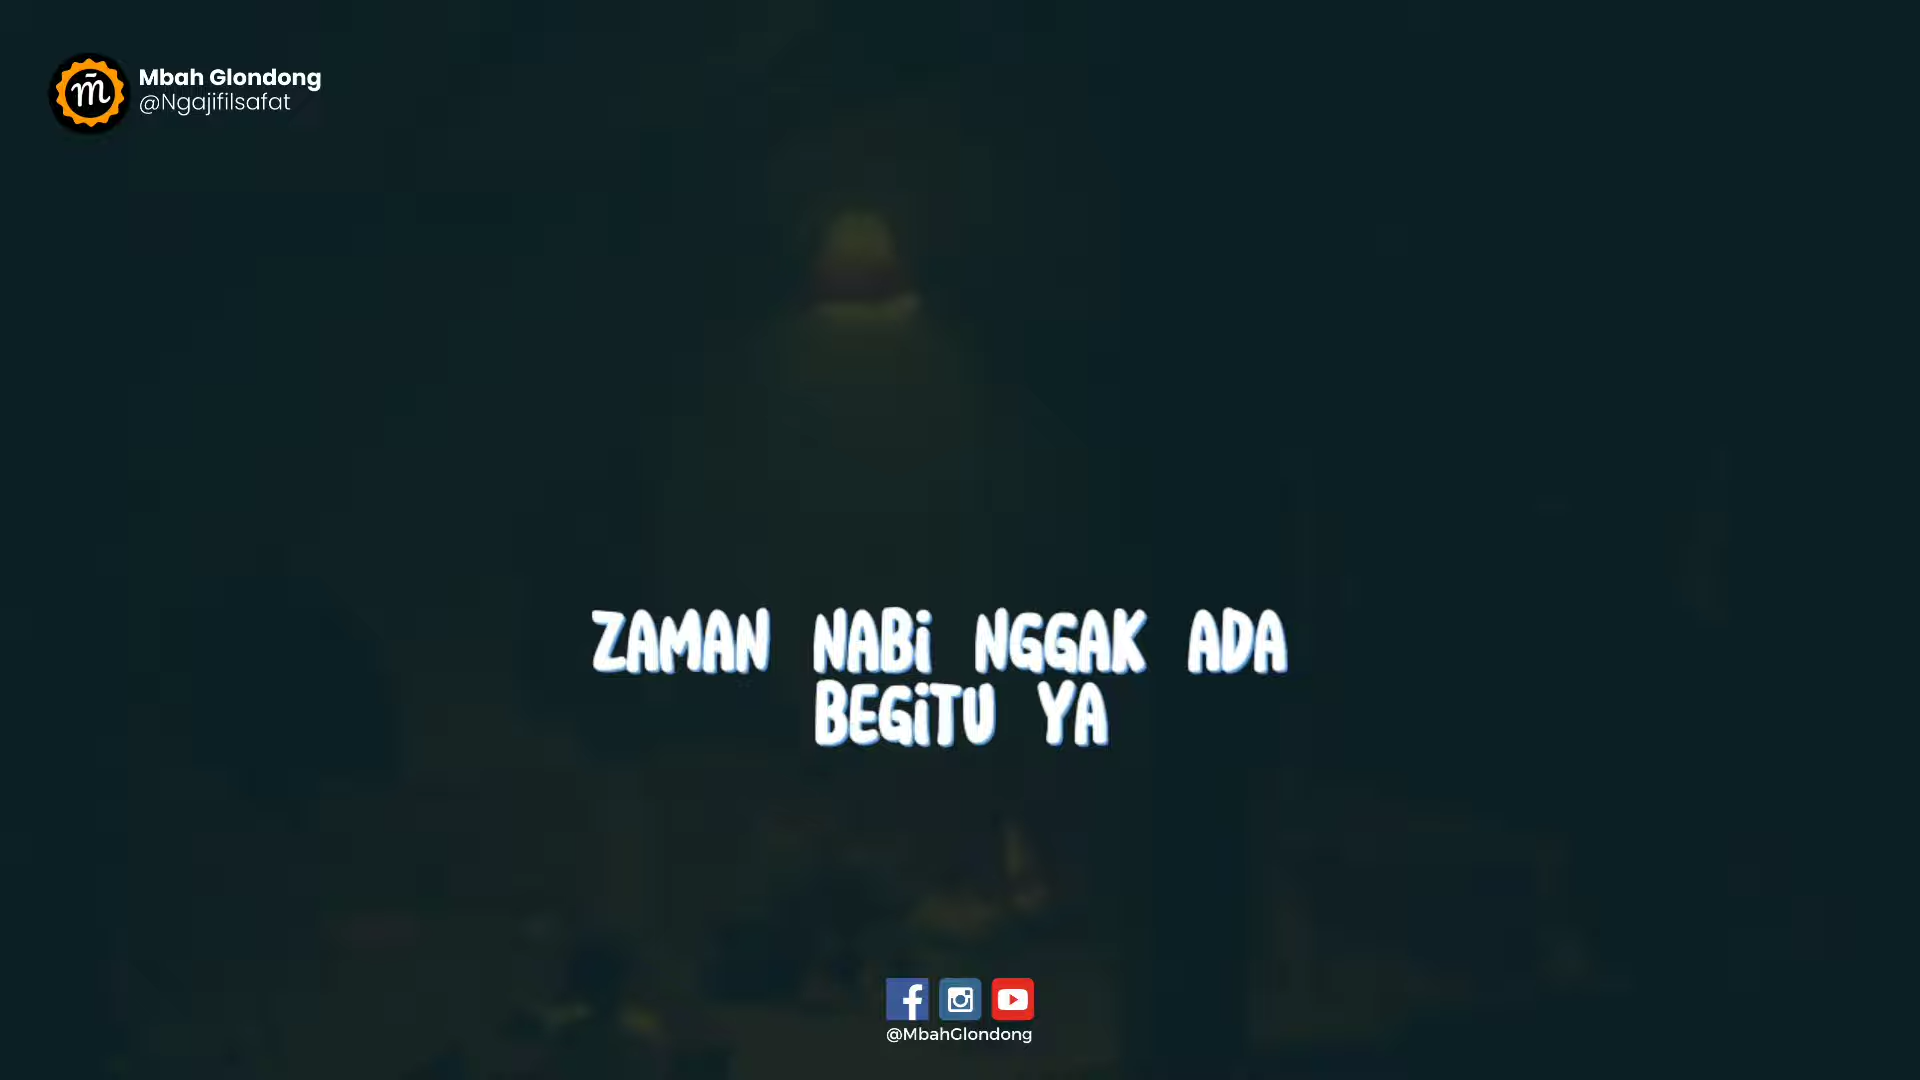 Mbah Glondong
@Ngajifilsafat
ZAMAN NABi NGGAK ADA
BEGiTU YA
@MbahGlondong